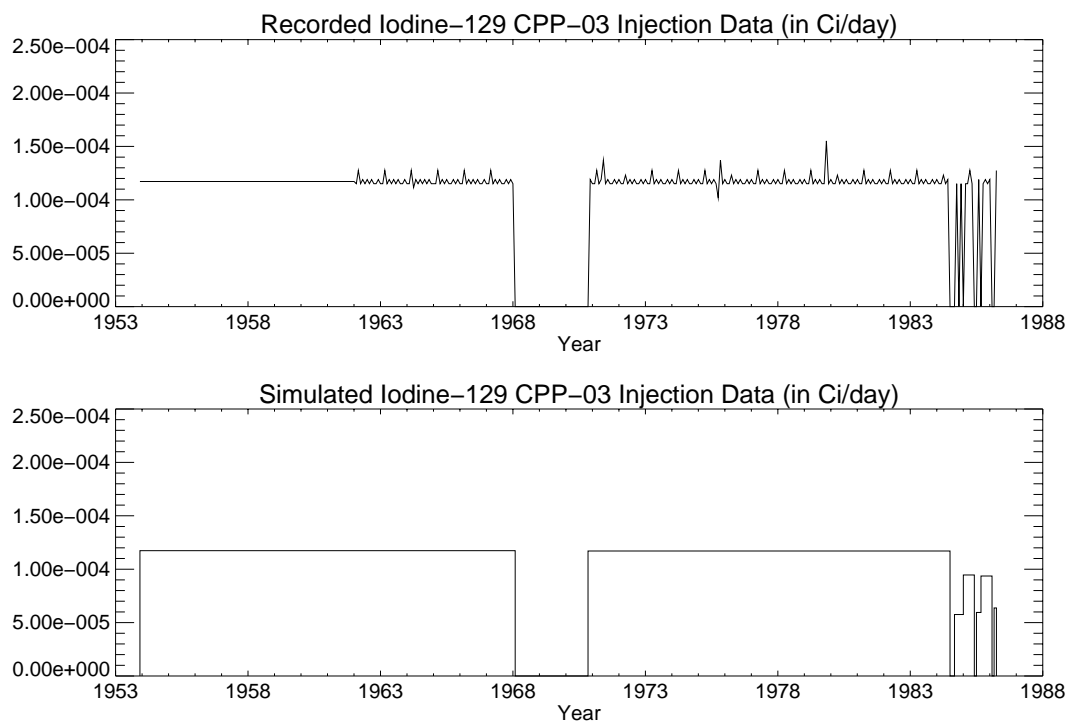 Recorded Iodine−129 CPP−03 Injection Data (in Ci/day)
2.50e−004
2.00e−004
1.50e−004
1.00e−004
5.00e−005
0.00e+000
1953 1958 1963 1968 1973 1978 1983 1988
Year
Simulated Iodine−129 CPP−03 Injection Data (in Ci/day)
2.50e−004
2.00e−004
1.50e−004
1.00e−004
5.00e−005
0.00e+000
1953 1958 1963 1968 1973 1978 1983 1988
Year